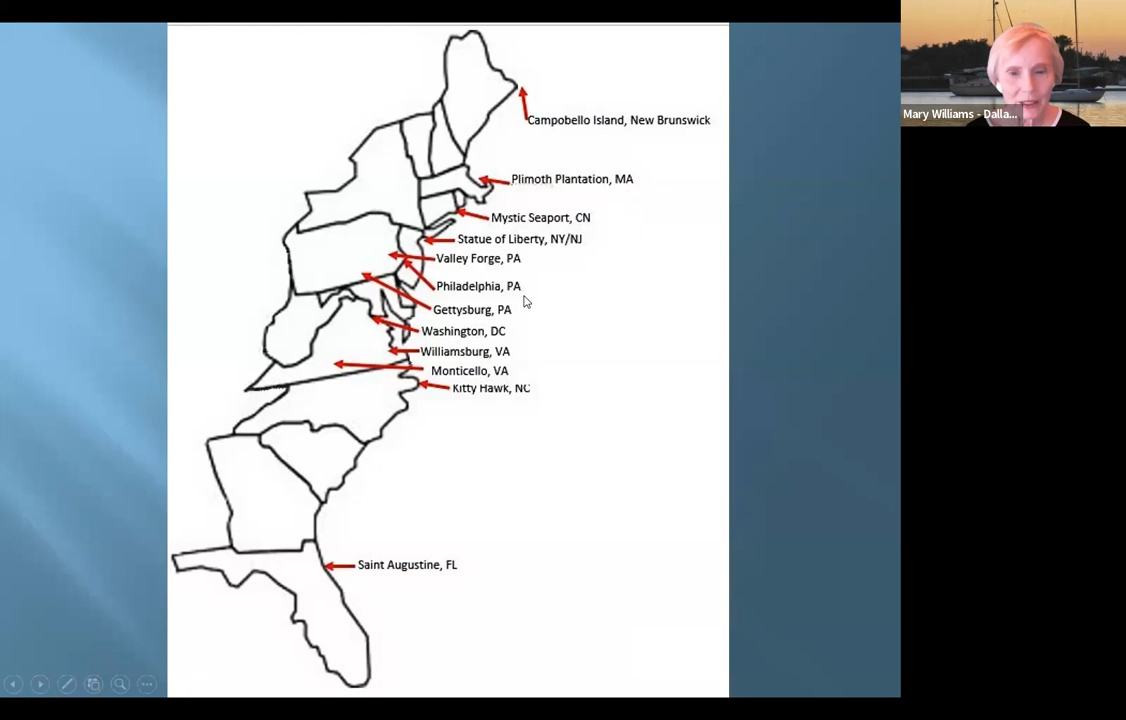 Mary Williams - Dalla...
Campobello Island, New Brunswick
Plimoth Plantation, MA
Mystic Seaport, CN
Statue of Liberty, NY/NJ
Valley Forge, PA
Philadelphia, PA
Gettysburg, PA
Washington, DC
Williamsburg, VA
Monticello, VA
Kitty Hawk, NC
Saint Augustine, FL